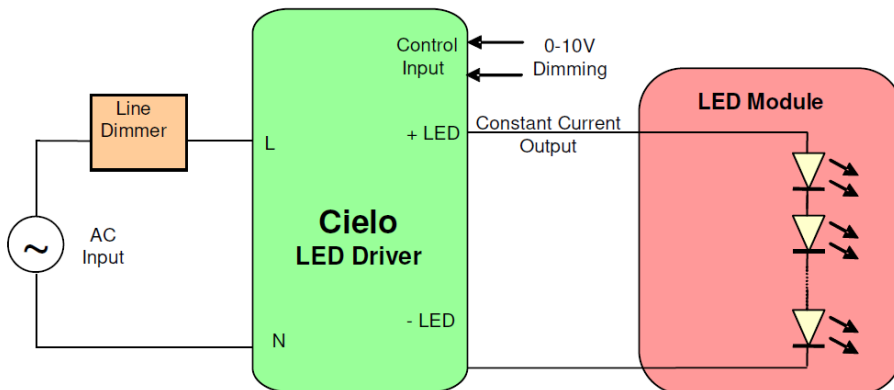 Control
Input
0-10V
Dimming
Line
Dimmer
L
+ LED
Constant Current
Output
LED Module
AC
Input
~
Cielo
LED Driver
N
- LED